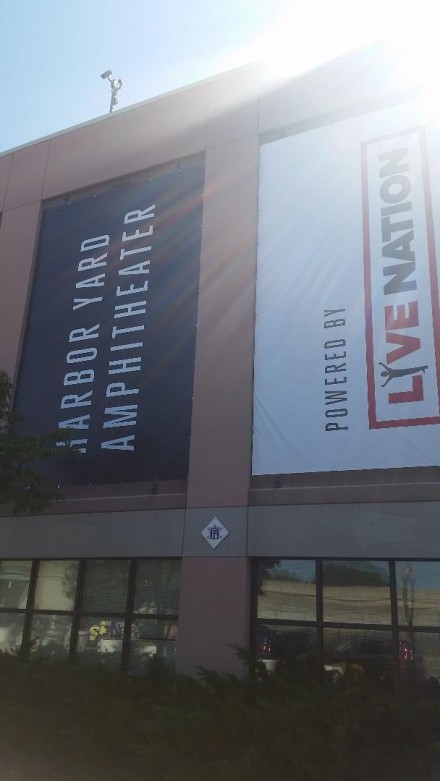 HARBOR YARD
AMPHITHEATER
POWERED BY
LIVE NATION